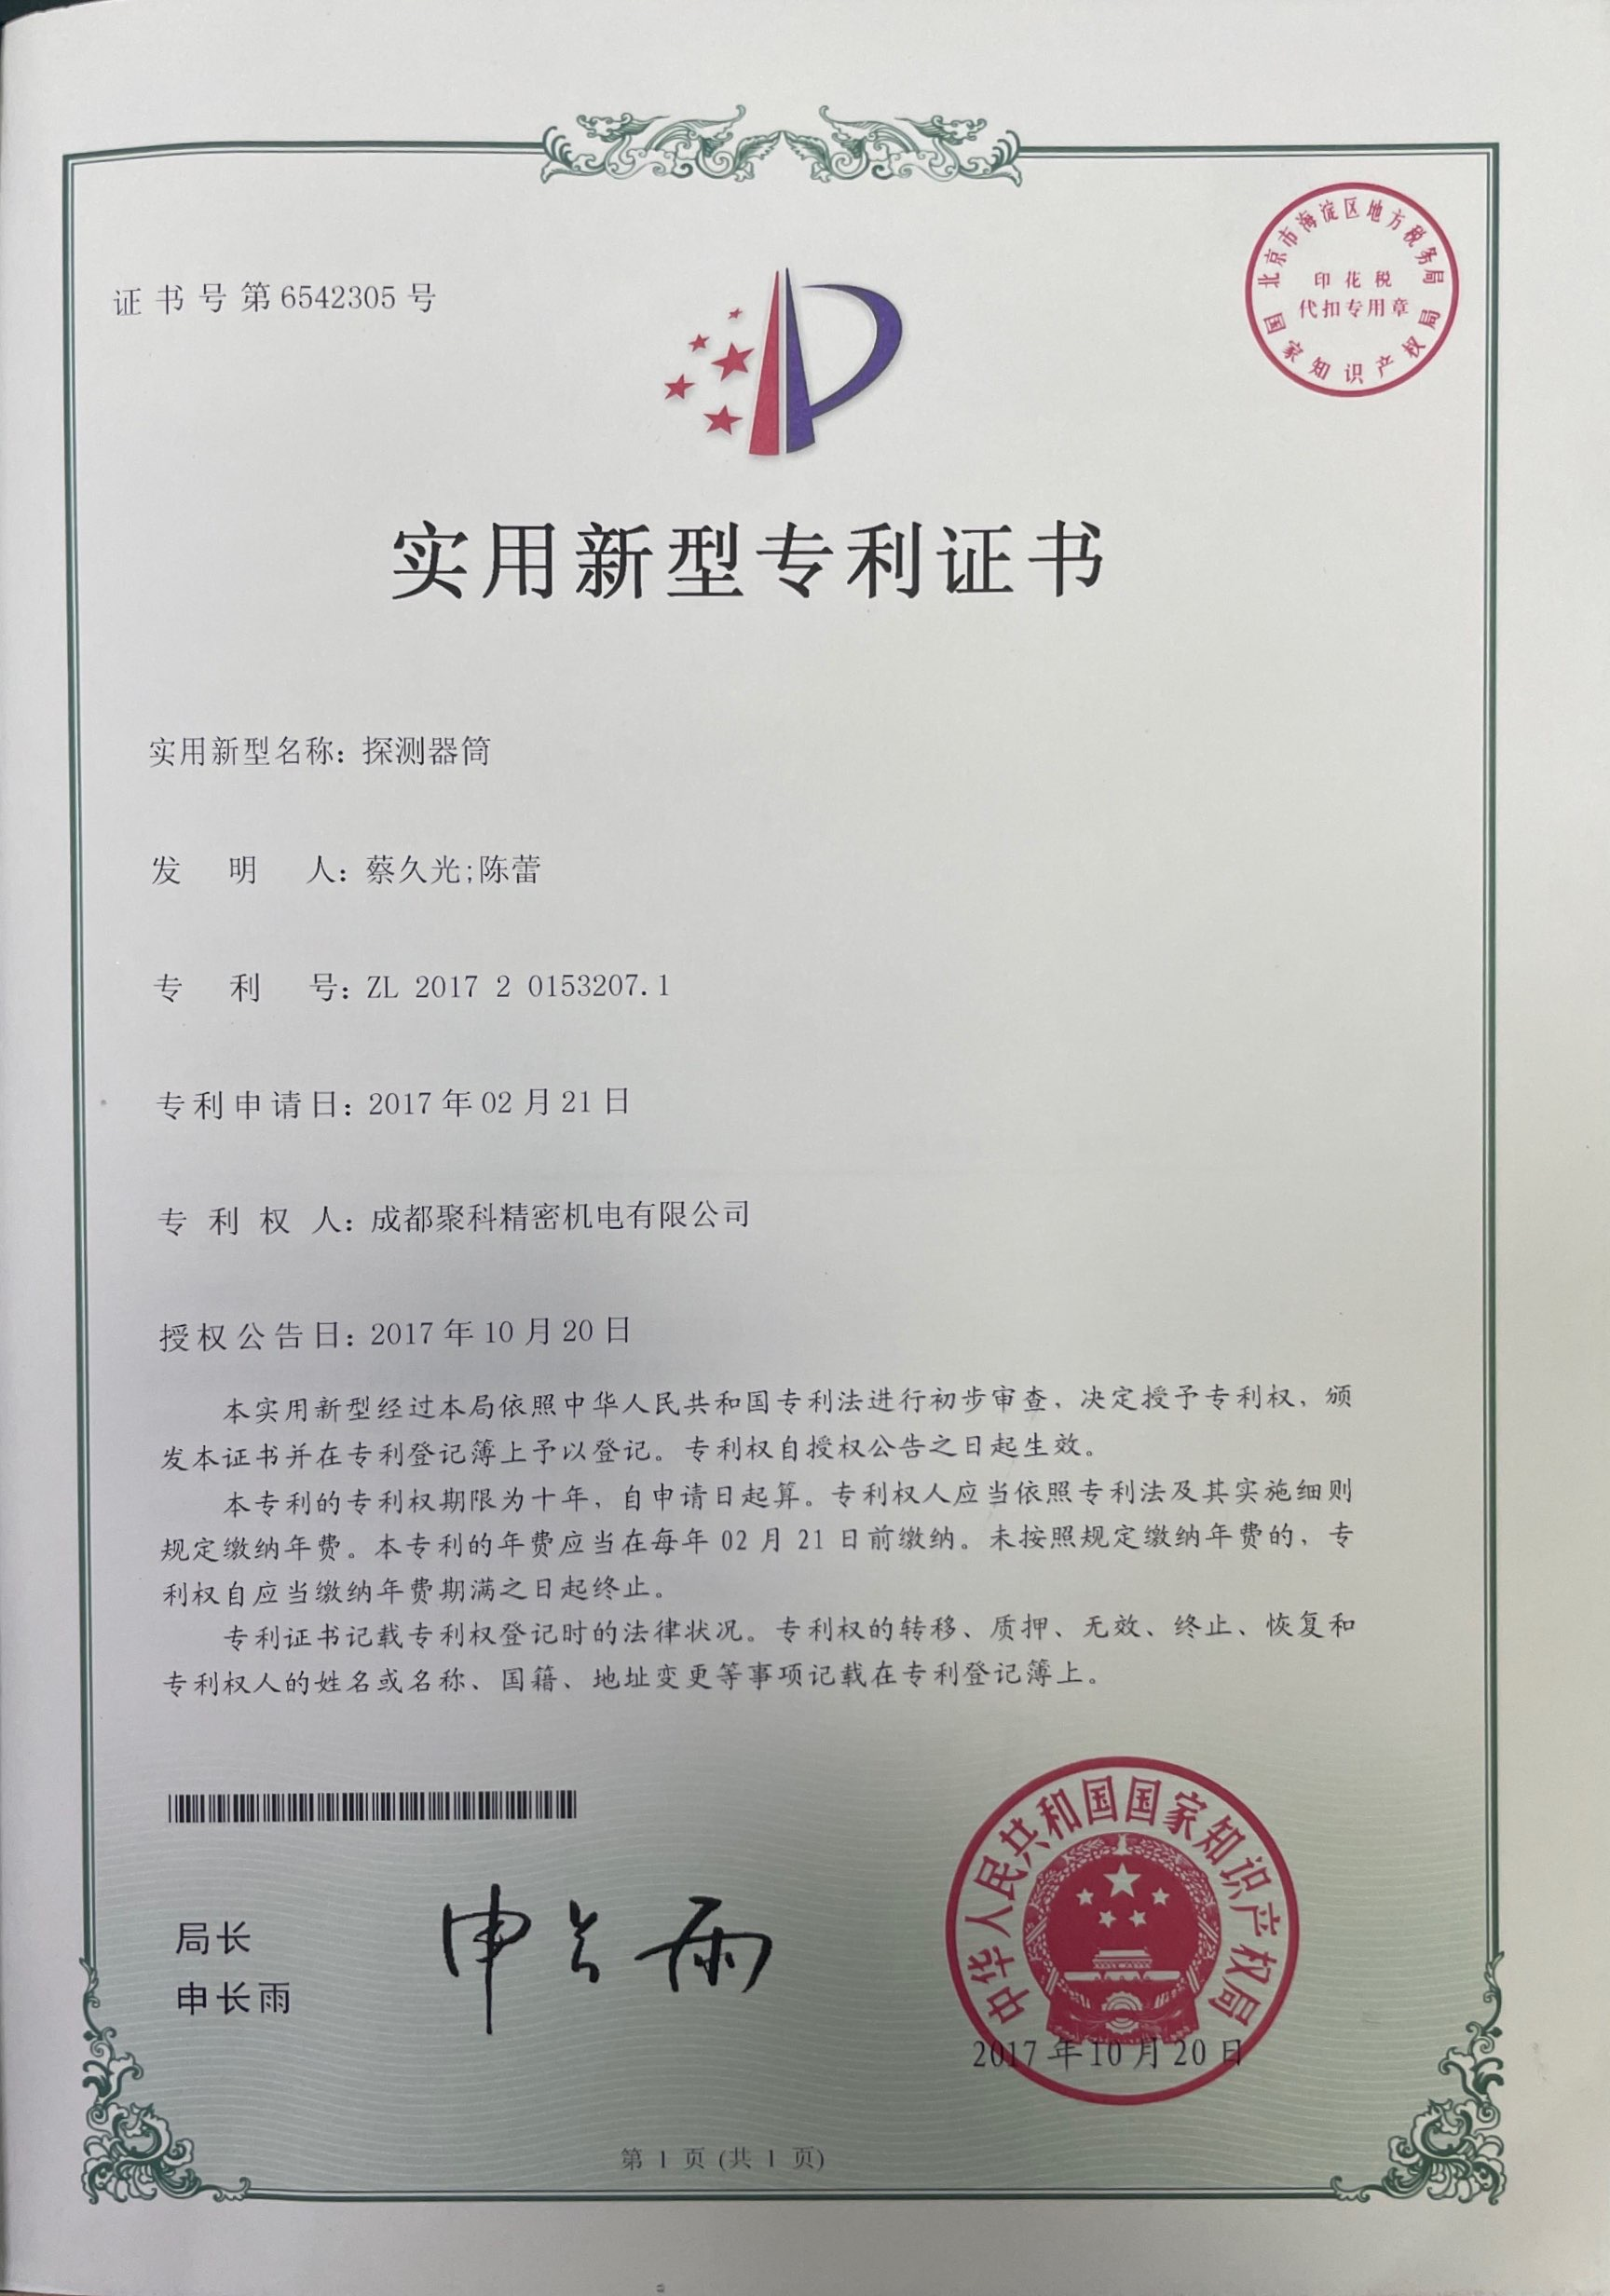 证书号第6542305号
北京市海淀区地方税务局
印花税
代扣专用章
国家知识产权局
实用新型专利证书
实用新型名称：探测器筒
发明人：蔡久光;陈蕾
专利号：ZL 2017 2 0153207.1
专利申请日：2017年02月21日
专利权人：成都聚科精密机电有限公司
授权公告日：2017年10月20日
本实用新型经过本局依照中华人民共和国专利法进行初步审查，决定授予专利权，颁
发本证书并在专利登记簿上予以登记。专利权自授权公告之日起生效。
本专利的专利权期限为十年，自申请日起算。专利权人应当依照专利法及其实施细则
规定缴纳年费。本专利的年费应当在每年02月21日前缴纳。未按照规定缴纳年费的，专
利权自应当缴纳年费期满之日起终止。
专利证书记载专利权登记时的法律状况。专利权的转移、质押、无效、终止、恢复和
专利权人的姓名或名称、国籍、地址变更等事项记载在专利登记簿上。
局长
申长雨
申长雨
中华人民共和国国家知识产权局
2017年10月20日
第1页(共1页)